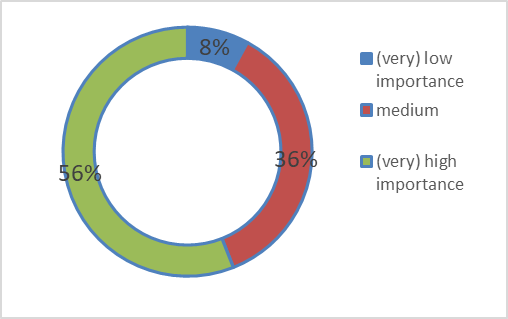 8%
36%
56%
(very) low
importance
medium
(very) high
importance